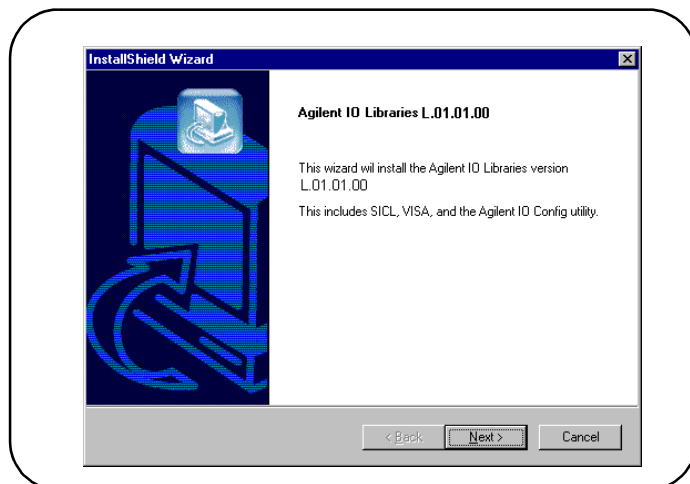 InstallShield Wizard
Agilent IO Libraries L.01.01.00
This wizard wil install the Agilent IO Libraries version
L.01.01.00
This includes SICL, VISA, and the Agilent IO Config utility.
< Back Next > Cancel